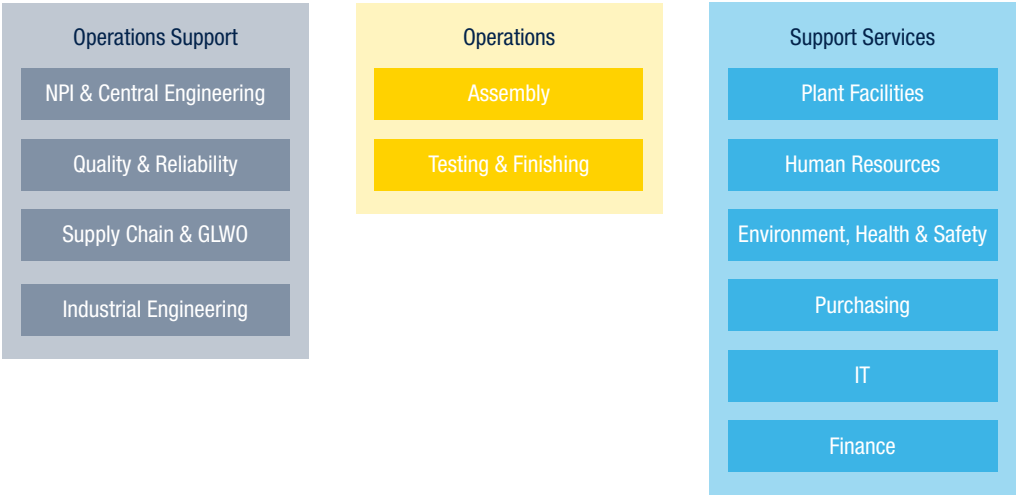 Operations Support
NPI & Central Engineering
Quality & Reliability
Supply Chain & GLWO
Industrial Engineering
Operations
Assembly
Testing & Finishing
Support Services
Plant Facilities
Human Resources
Environment, Health & Safety
Purchasing
IT
Finance